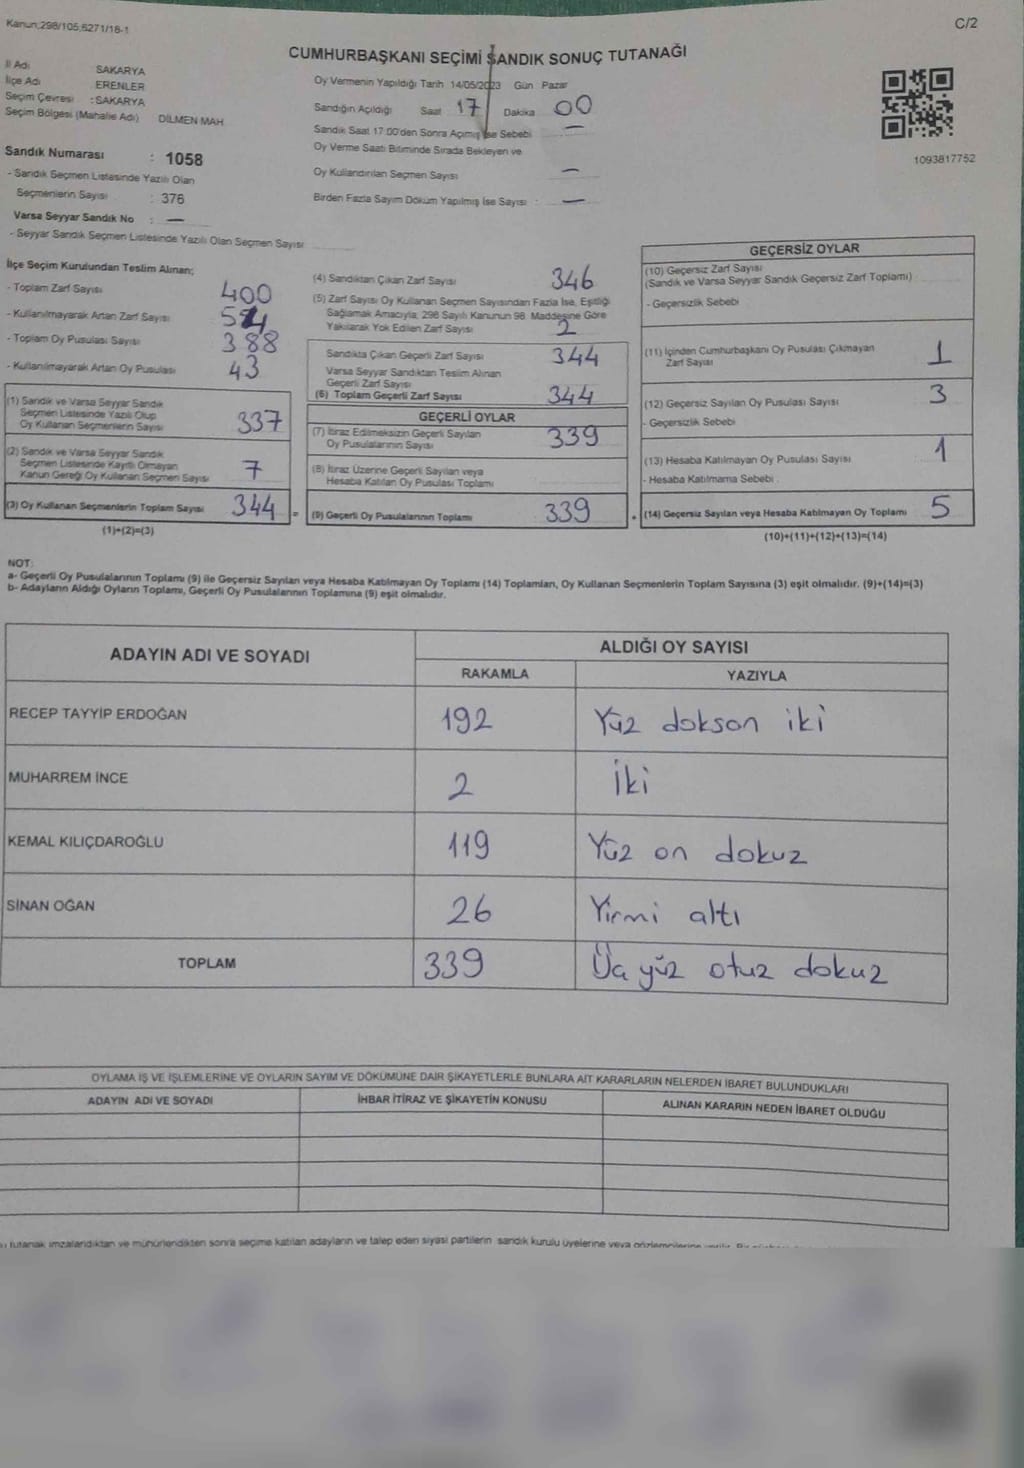 Kanun;298/105;6271/18-1
C/2
CUMHURBAŞKANI SEÇİMİ SANDIK SONUÇ TUTANAĞI
İl Adı SAKARYA
İlçe Adı ERENLER
Seçim Çevresi :SAKARYA
Seçim Bölgesi (Mahalle Adı) DİLMEN MAH
Oy Vermenin Yapıldığı Tarih 14/05/2023 Gün Pazar
Sandığın Açıldığı Saat 17 Dakika 00
Sandık Saat 17:00'den Sonra Açılmış İse Sebebi —
Oy Verme Saati Bitiminde Sırada Bekleyen ve
Oy Kullandırılan Seçmen Sayısı —
Birden Fazla Sayım Döküm Yapılmış İse Sayısı : —
1093817752
Sandık Numarası : 1058
- Sandık Seçmen Listesinde Yazılı Olan
Seçmenlerin Sayısı : 376
Varsa Seyyar Sandık No : —
- Seyyar Sandık Seçmen Listesinde Yazılı Olan Seçmen Sayısı
İlçe Seçim Kurulundan Teslim Alınan;
- Toplam Zarf Sayısı 400
- Kullanılmayarak Artan Zarf Sayısı
- Toplam Oy Pusulası Sayısı 388
- Kullanılmayarak Artan Oy Pusulası 43
(1) Sandık ve Varsa Seyyar Sandık
Seçmen Listesinde Yazılı Olup
Oy Kullanan Seçmenlerin Sayısı 337
(2) Sandık ve Varsa Seyyar Sandık
Seçmen Listesinde Kayıtlı Olmayan
Kanun Gereği Oy Kullanan Seçmen Sayısı 7
(3) Oy Kullanan Seçmenlerin Toplam Sayısı 344 =
(1)+(2)=(3)
(4) Sandıktan Çıkan Zarf Sayısı 346
(5) Zarf Sayısı Oy Kullanan Seçmen Sayısından Fazla İse, Eşitliği
Sağlamak Amacıyla, 298 Sayılı Kanunun 98. Maddesine Göre
Yakılarak Yok Edilen Zarf Sayısı 2
Sandıkta Çıkan Geçerli Zarf Sayısı 344
Varsa Seyyar Sandıktan Teslim Alınan
Geçerli Zarf Sayısı
(6) Toplam Geçerli Zarf Sayısı 344
GEÇERLİ OYLAR
(7) İtiraz Edilmeksizin Geçerli Sayılan
Oy Pusulalarının Sayısı 339
(8) İtiraz Üzerine Geçerli Sayılan veya
Hesaba Katılan Oy Pusulası Toplamı
(9) Geçerli Oy Pusulalarının Toplamı 339 +
GEÇERSİZ OYLAR
(10) Geçersiz Zarf Sayısı
(Sandık ve Varsa Seyyar Sandık Geçersiz Zarf Toplamı)
- Geçersizlik Sebebi
(11) İçinden Cumhurbaşkanı Oy Pusulası Çıkmayan
Zarf Sayısı 1
(12) Geçersiz Sayılan Oy Pusulası Sayısı 3
- Geçersizlik Sebebi
(13) Hesaba Katılmayan Oy Pusulası Sayısı 1
- Hesaba Katılmama Sebebi :
(14) Geçersiz Sayılan veya Hesaba Katılmayan Oy Toplamı 5
(10)+(11)+(12)+(13)=(14)
NOT:
a- Geçerli Oy Pusulalarının Toplamı (9) ile Geçersiz Sayılan veya Hesaba Katılmayan Oy Toplamı (14) Toplamları, Oy Kullanan Seçmenlerin Toplam Sayısına (3) eşit olmalıdır. (9)+(14)=(3)
b- Adayların Aldığı Oyların Toplamı, Geçerli Oy Pusulalarının Toplamına (9) eşit olmalıdır.
ADAYIN ADI VE SOYADI ALDIĞI OY SAYISI
RAKAMLA YAZIYLA
RECEP TAYYİP ERDOĞAN 192 Yüz doksan iki
MUHARREM İNCE 2 İki
KEMAL KILIÇDAROĞLU 119 Yüz on dokuz
SİNAN OĞAN 26 Yirmi altı
TOPLAM 339 Üç yüz otuz dokuz
OYLAMA İŞ VE İŞLEMLERİNE VE OYLARIN SAYIM VE DÖKÜMÜNE DAİR ŞİKAYETLERLE BUNLARA AİT KARARLARIN NELERDEN İBARET BULUNDUKLARI
ADAYIN ADI VE SOYADI İHBAR İTİRAZ VE ŞİKAYETİN KONUSU ALINAN KARARIN NEDEN İBARET OLDUĞU
tutanak imzalandıktan ve mühürlendikten sonra seçime katılan adayların ve talep eden siyasi partilerin sandık kurulu üyelerine veya gözlemcilerine verilir.